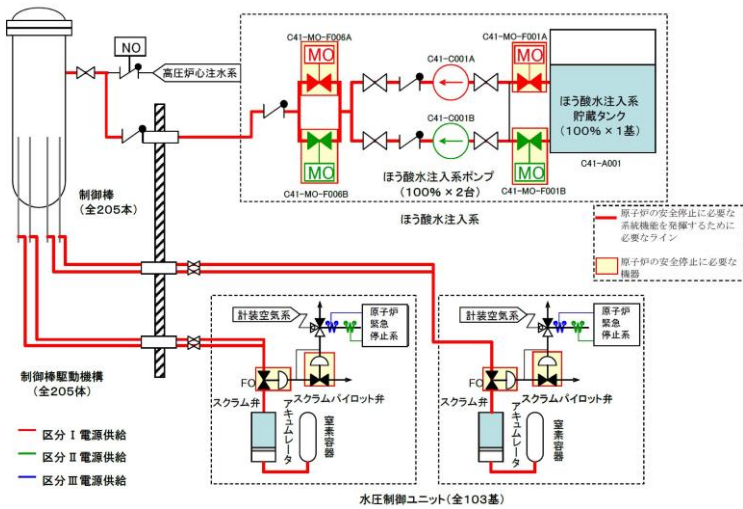 C41-MO-F006A
C41-MO-F001A
NO
MO
MO
C41-C001A
高圧炉心注水系
ほう酸水注入系
貯蔵タンク
(100%×1基)
C41-C001B
MO
MO
ほう酸水注入系ポンプ
(100%×2台)
C41-A001
C41-MO-F006B
C41-MO-F001B
ほう酸水注入系
制御棒
(全205本)
原子炉の安全停止に必要な
系統機能を発揮するために
必要なライン
原子炉の安全停止に必要な
機器
計装空気系
原子炉
緊急
停止系
計装空気系
原子炉
緊急
停止系
制御棒駆動機構
(全205体)
FO
スクラム弁
スクラムパイロット弁
アキュムレータ
窒素容器
FO
スクラム弁
スクラムパイロット弁
アキュムレータ
窒素容器
区分Ⅰ電源供給
区分Ⅱ電源供給
区分Ⅲ電源供給
水圧制御ユニット(全103基)